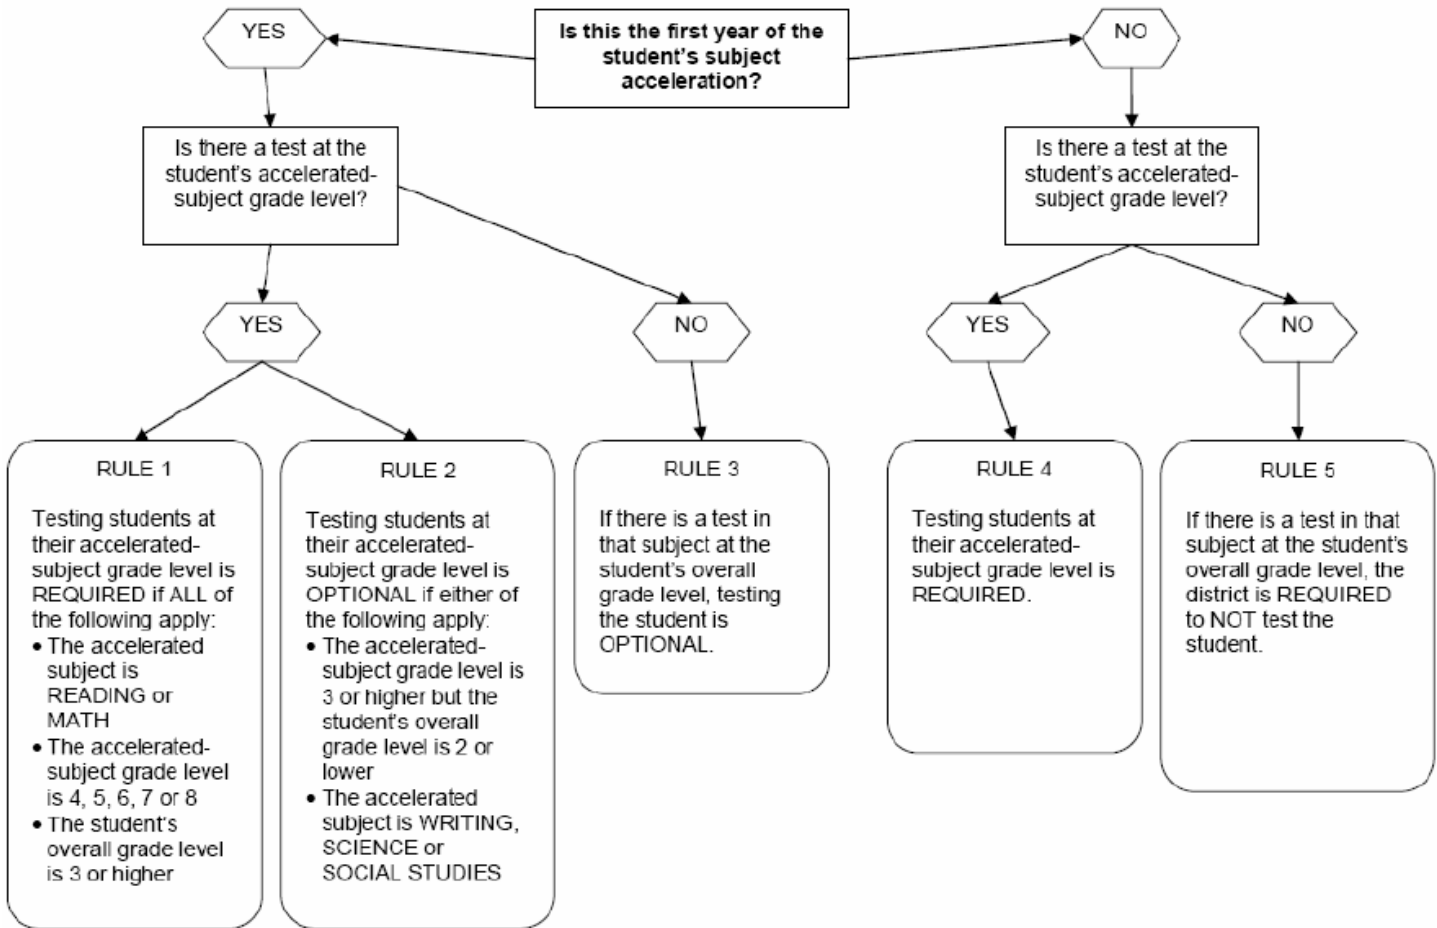 YES
Is this the first year of the
student's subject
acceleration?
NO
Is there a test at the
student's accelerated-
subject grade level?
Is there a test at the
student's accelerated-
subject grade level?
YES
NO
YES
NO
RULE 1
Testing students at
their accelerated-
subject grade level is
REQUIRED if ALL of
the following apply:
• The accelerated
subject is
READING or
MATH
• The accelerated-
subject grade level
is 4, 5, 6, 7 or 8
• The student's
overall grade level
is 3 or higher
RULE 2
Testing students at
their accelerated-
subject grade level is
OPTIONAL if either of
the following apply:
• The accelerated-
subject grade level is
3 or higher but the
student's overall
grade level is 2 or
lower
• The accelerated
subject is WRITING,
SCIENCE or
SOCIAL STUDIES
RULE 3
If there is a test in
that subject at the
student's overall
grade level, testing
the student is
OPTIONAL.
RULE 4
Testing students at
their accelerated-
subject grade level is
REQUIRED.
RULE 5
If there is a test in that
subject at the student's
overall grade level, the
district is REQUIRED
to NOT test the
student.